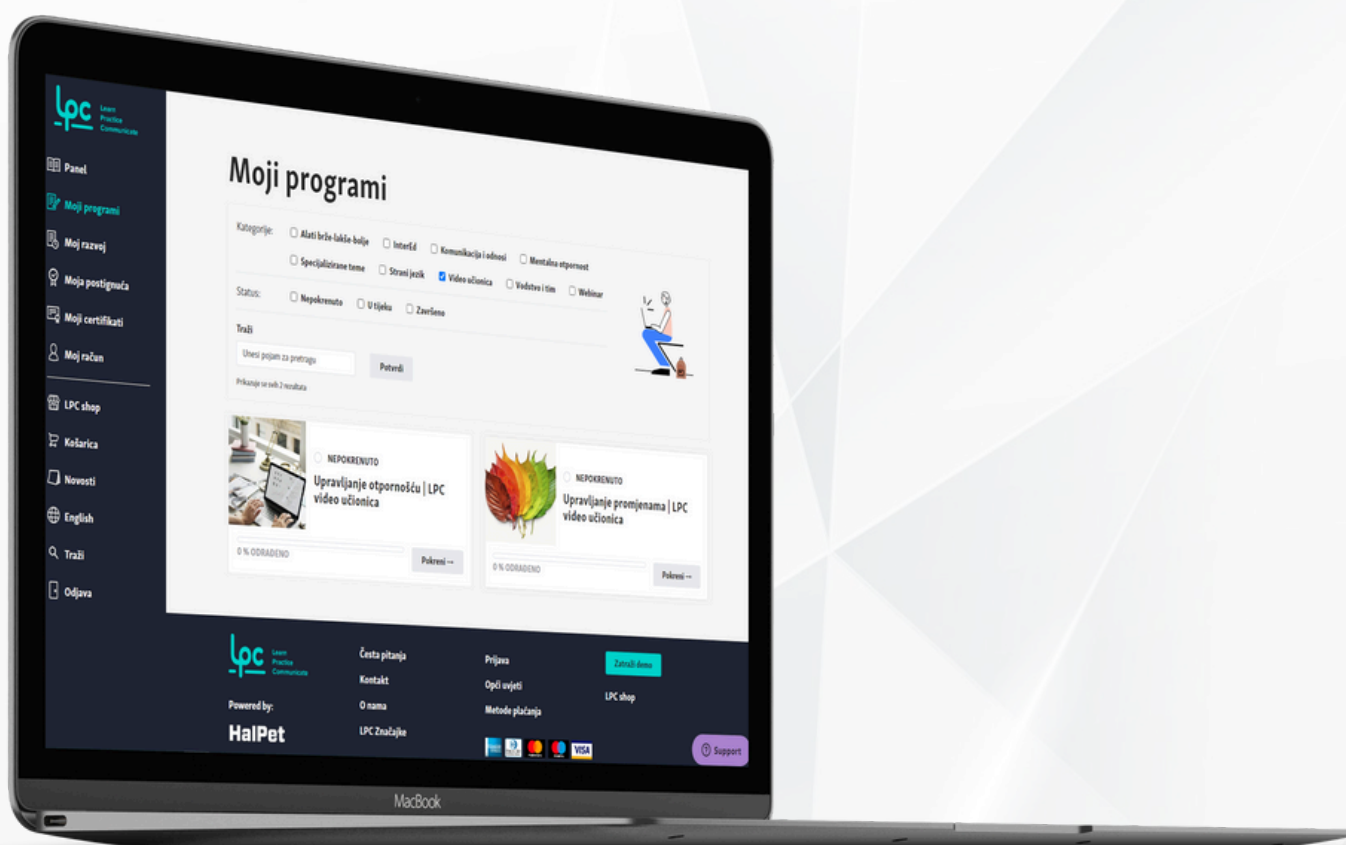 lpc
Learn
Practice
Communicate
Panel
Moji programi
Moj razvoj
Moja postignuća
Moji certifikati
Moj račun
LPC shop
Košarica
Novosti
English
Traži
Odjava
Moji programi
Kategorije: Alati brže-lakše-bolje InterEd Komunikacija i odnosi Mentalna otpornost
Specijalizirane teme Strani jezik Video učionica Vodstvo i tim Webinar
Status: Nepokrenuto U tijeku Završeno
Traži
Unesi pojam za pretragu Potvrdi
Prikazuje se svih 2 rezultata
NEPOKRENUTO
Upravljanje otpornošću | LPC
video učionica
0 % ODRAĐENO Pokreni →
NEPOKRENUTO
Upravljanje promjenama | LPC
video učionica
0 % ODRAĐENO Pokreni →
lpc
Learn
Practice
Communicate
Powered by:
HalPet
Česta pitanja
Kontakt
O nama
LPC Značajke
Prijava
Opći uvjeti
Metode plaćanja
VISA
Zatraži demo
LPC shop
Support
MacBook